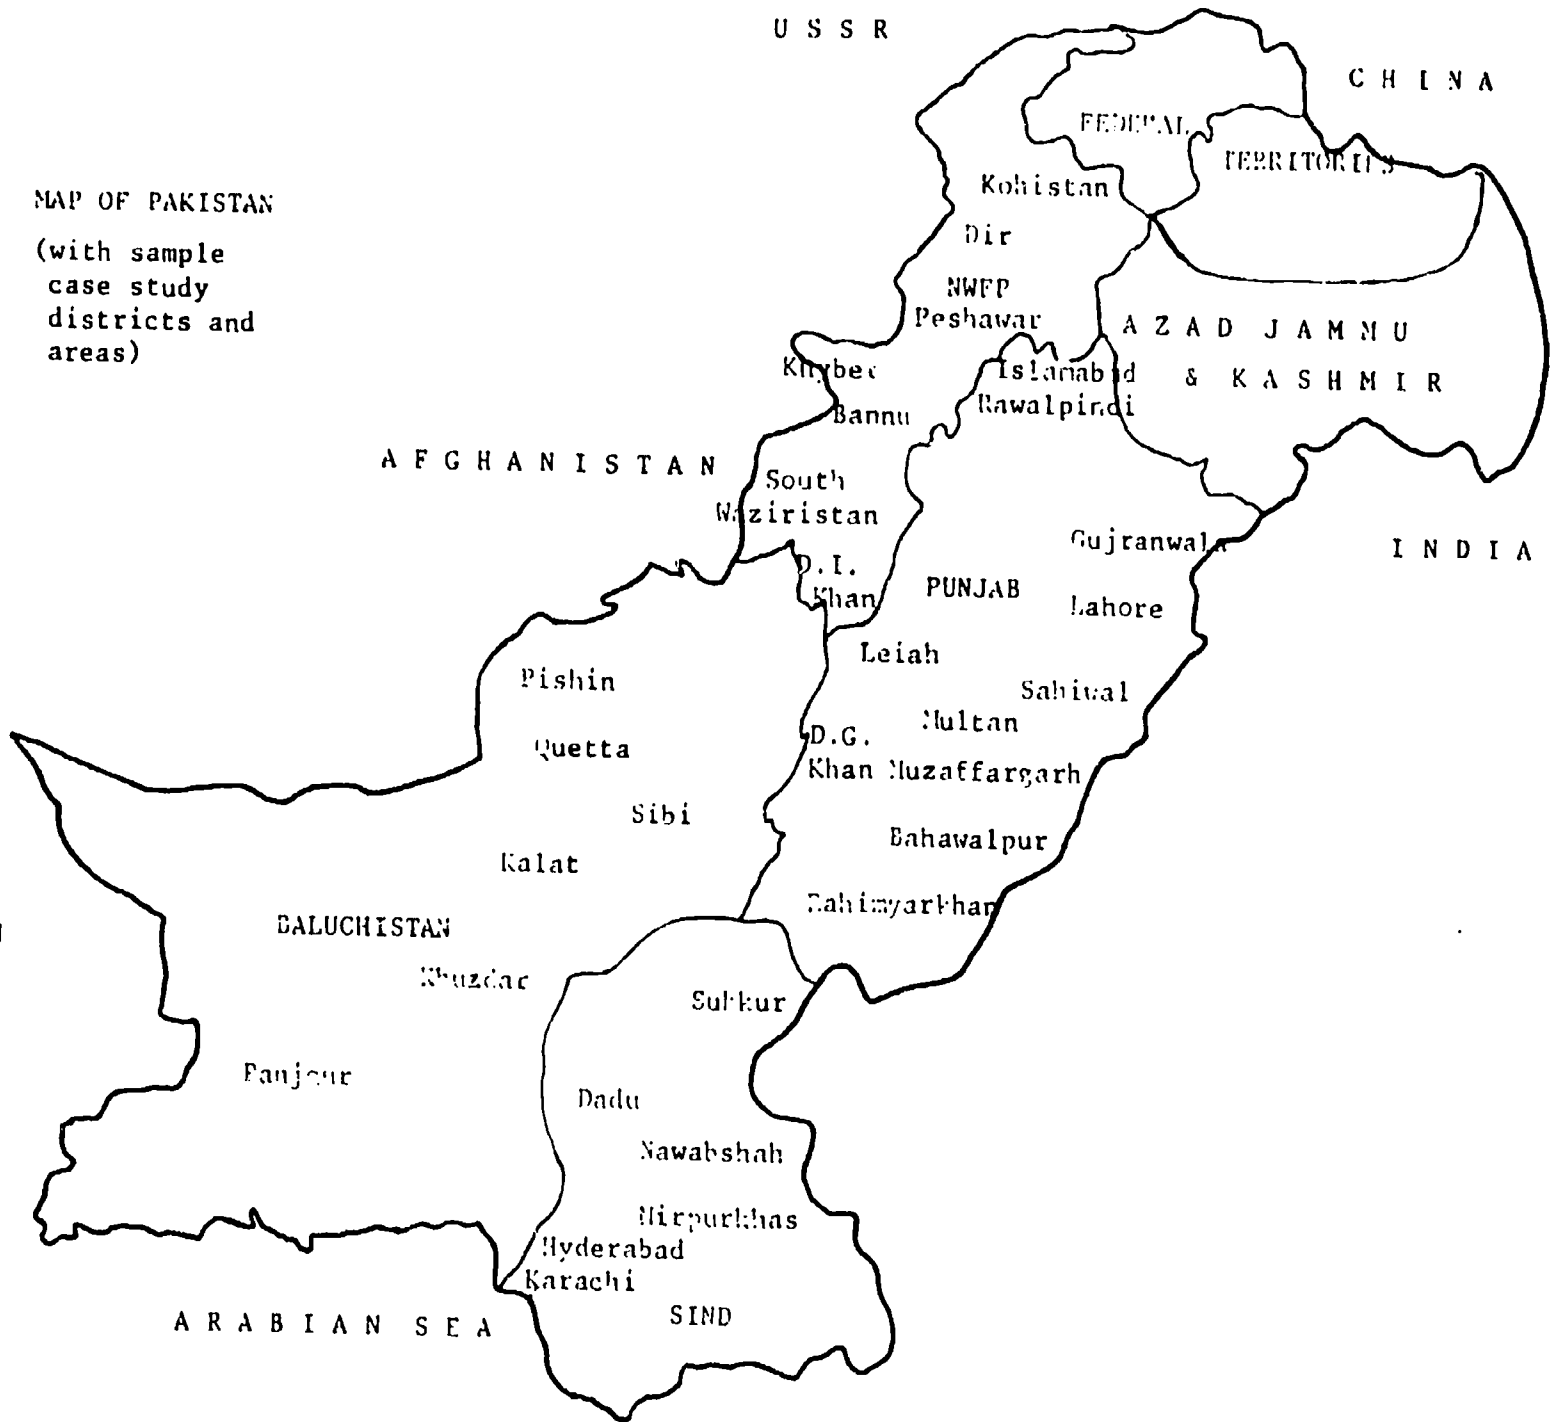 U S S R
C H I N A
MAP OF PAKISTAN
(with sample
case study
districts and
areas)
FEDERAL
TERRITORIES
Kohistan
Dir
NWFP
Peshawar
A Z A D J A M M U
& K A S H M I R
Khyber
Islamabad
Rawalpindi
Bannu
A F G H A N I S T A N
South
Waziristan
Gujranwala
I N D I A
D.I.
Khan
PUNJAB
Lahore
Leiah
Pishin
Sahiwal
Multan
D.G.
Khan Muzaffargarh
Quetta
Sibi
Bahawalpur
Kalat
Rahimyarkhan
BALUCHISTAN
Khuzdar
Sukkur
Panjgur
Dadu
Nawabshah
Mirpurkhas
Hyderabad
Karachi
SIND
A R A B I A N S E A